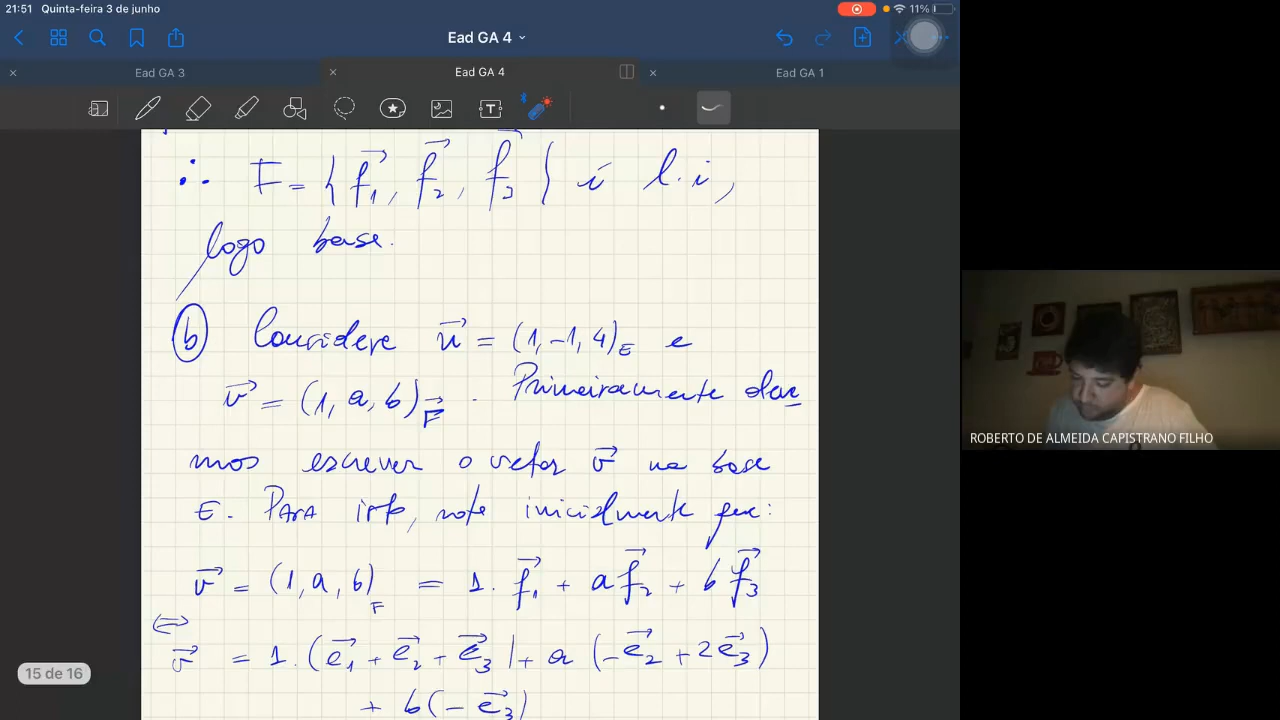 21:51 Quinta-feira 3 de junho 11%
Ead GA 4
Ead GA 3 Ead GA 4 Ead GA 1
∴ F = {f₁, f₂, f₃} é l.i,
logo base.
b Considere u = (1, -1, 4)_E e
v = (1, a, b)_F. Primeiramente deve
mos escrever o vetor v na base
E. Para isto, note inicialmente que:
v = (1, a, b)_F = 1. f₁ + a f₂ + b f₃
⇔
v = 1. (e₁ + e₂ + e₃) + a (-e₂ + 2e₃)
+ b(-e₃)
15 de 16
ROBERTO DE ALMEIDA CAPISTRANO FILHO